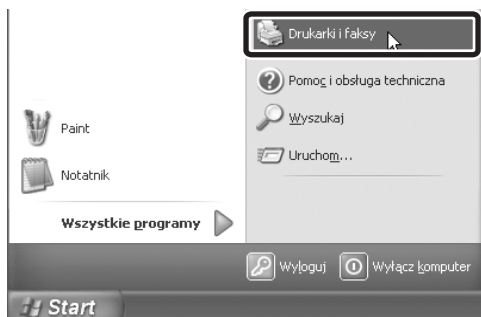 Drukarki i faksy
Pomoc i obsługa techniczna
Paint
Wyszukaj
Notatnik
Uruchom...
Wszystkie programy
Wyloguj
Wyłącz komputer
Start